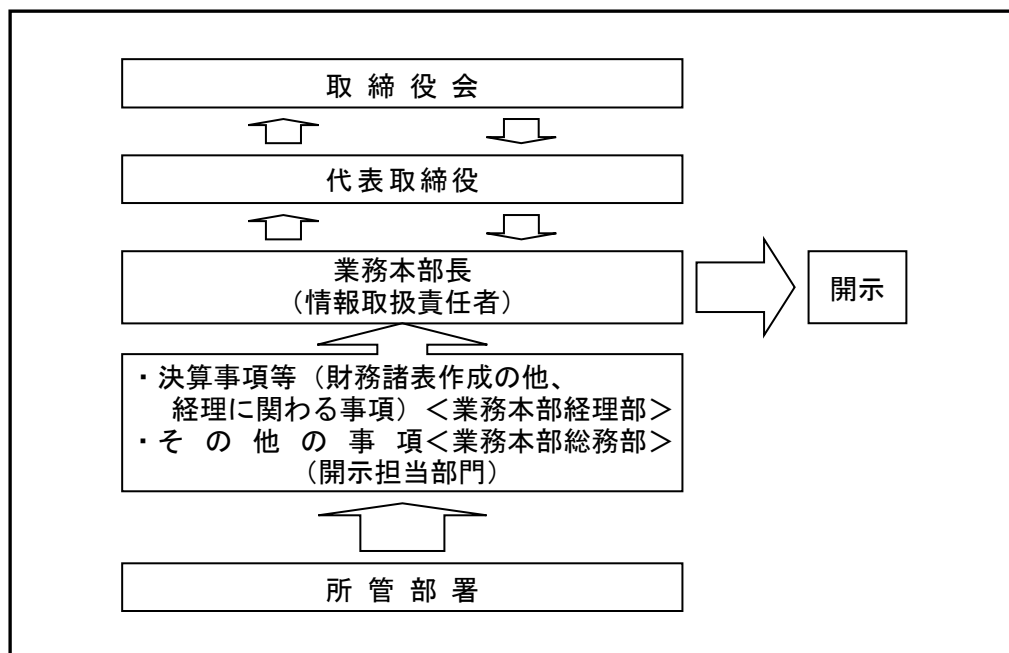 取 締 役 会
代表取締役
業務本部長
（情報取扱責任者）
開示
・決算事項等（財務諸表作成の他、
経理に関わる事項）＜業務本部経理部＞
・そ の 他 の 事 項＜業務本部総務部＞
（開示担当部門）
所 管 部 署